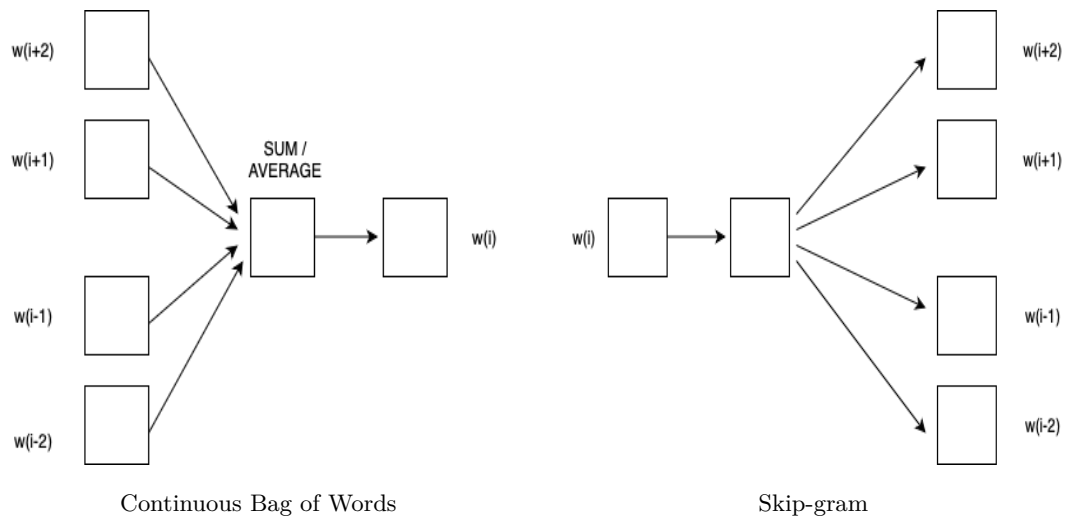 w(i+2)
w(i+1)
SUM /
AVERAGE
w(i)
w(i-1)
w(i-2)
Continuous Bag of Words
w(i+2)
w(i+1)
w(i)
w(i-1)
w(i-2)
Skip-gram